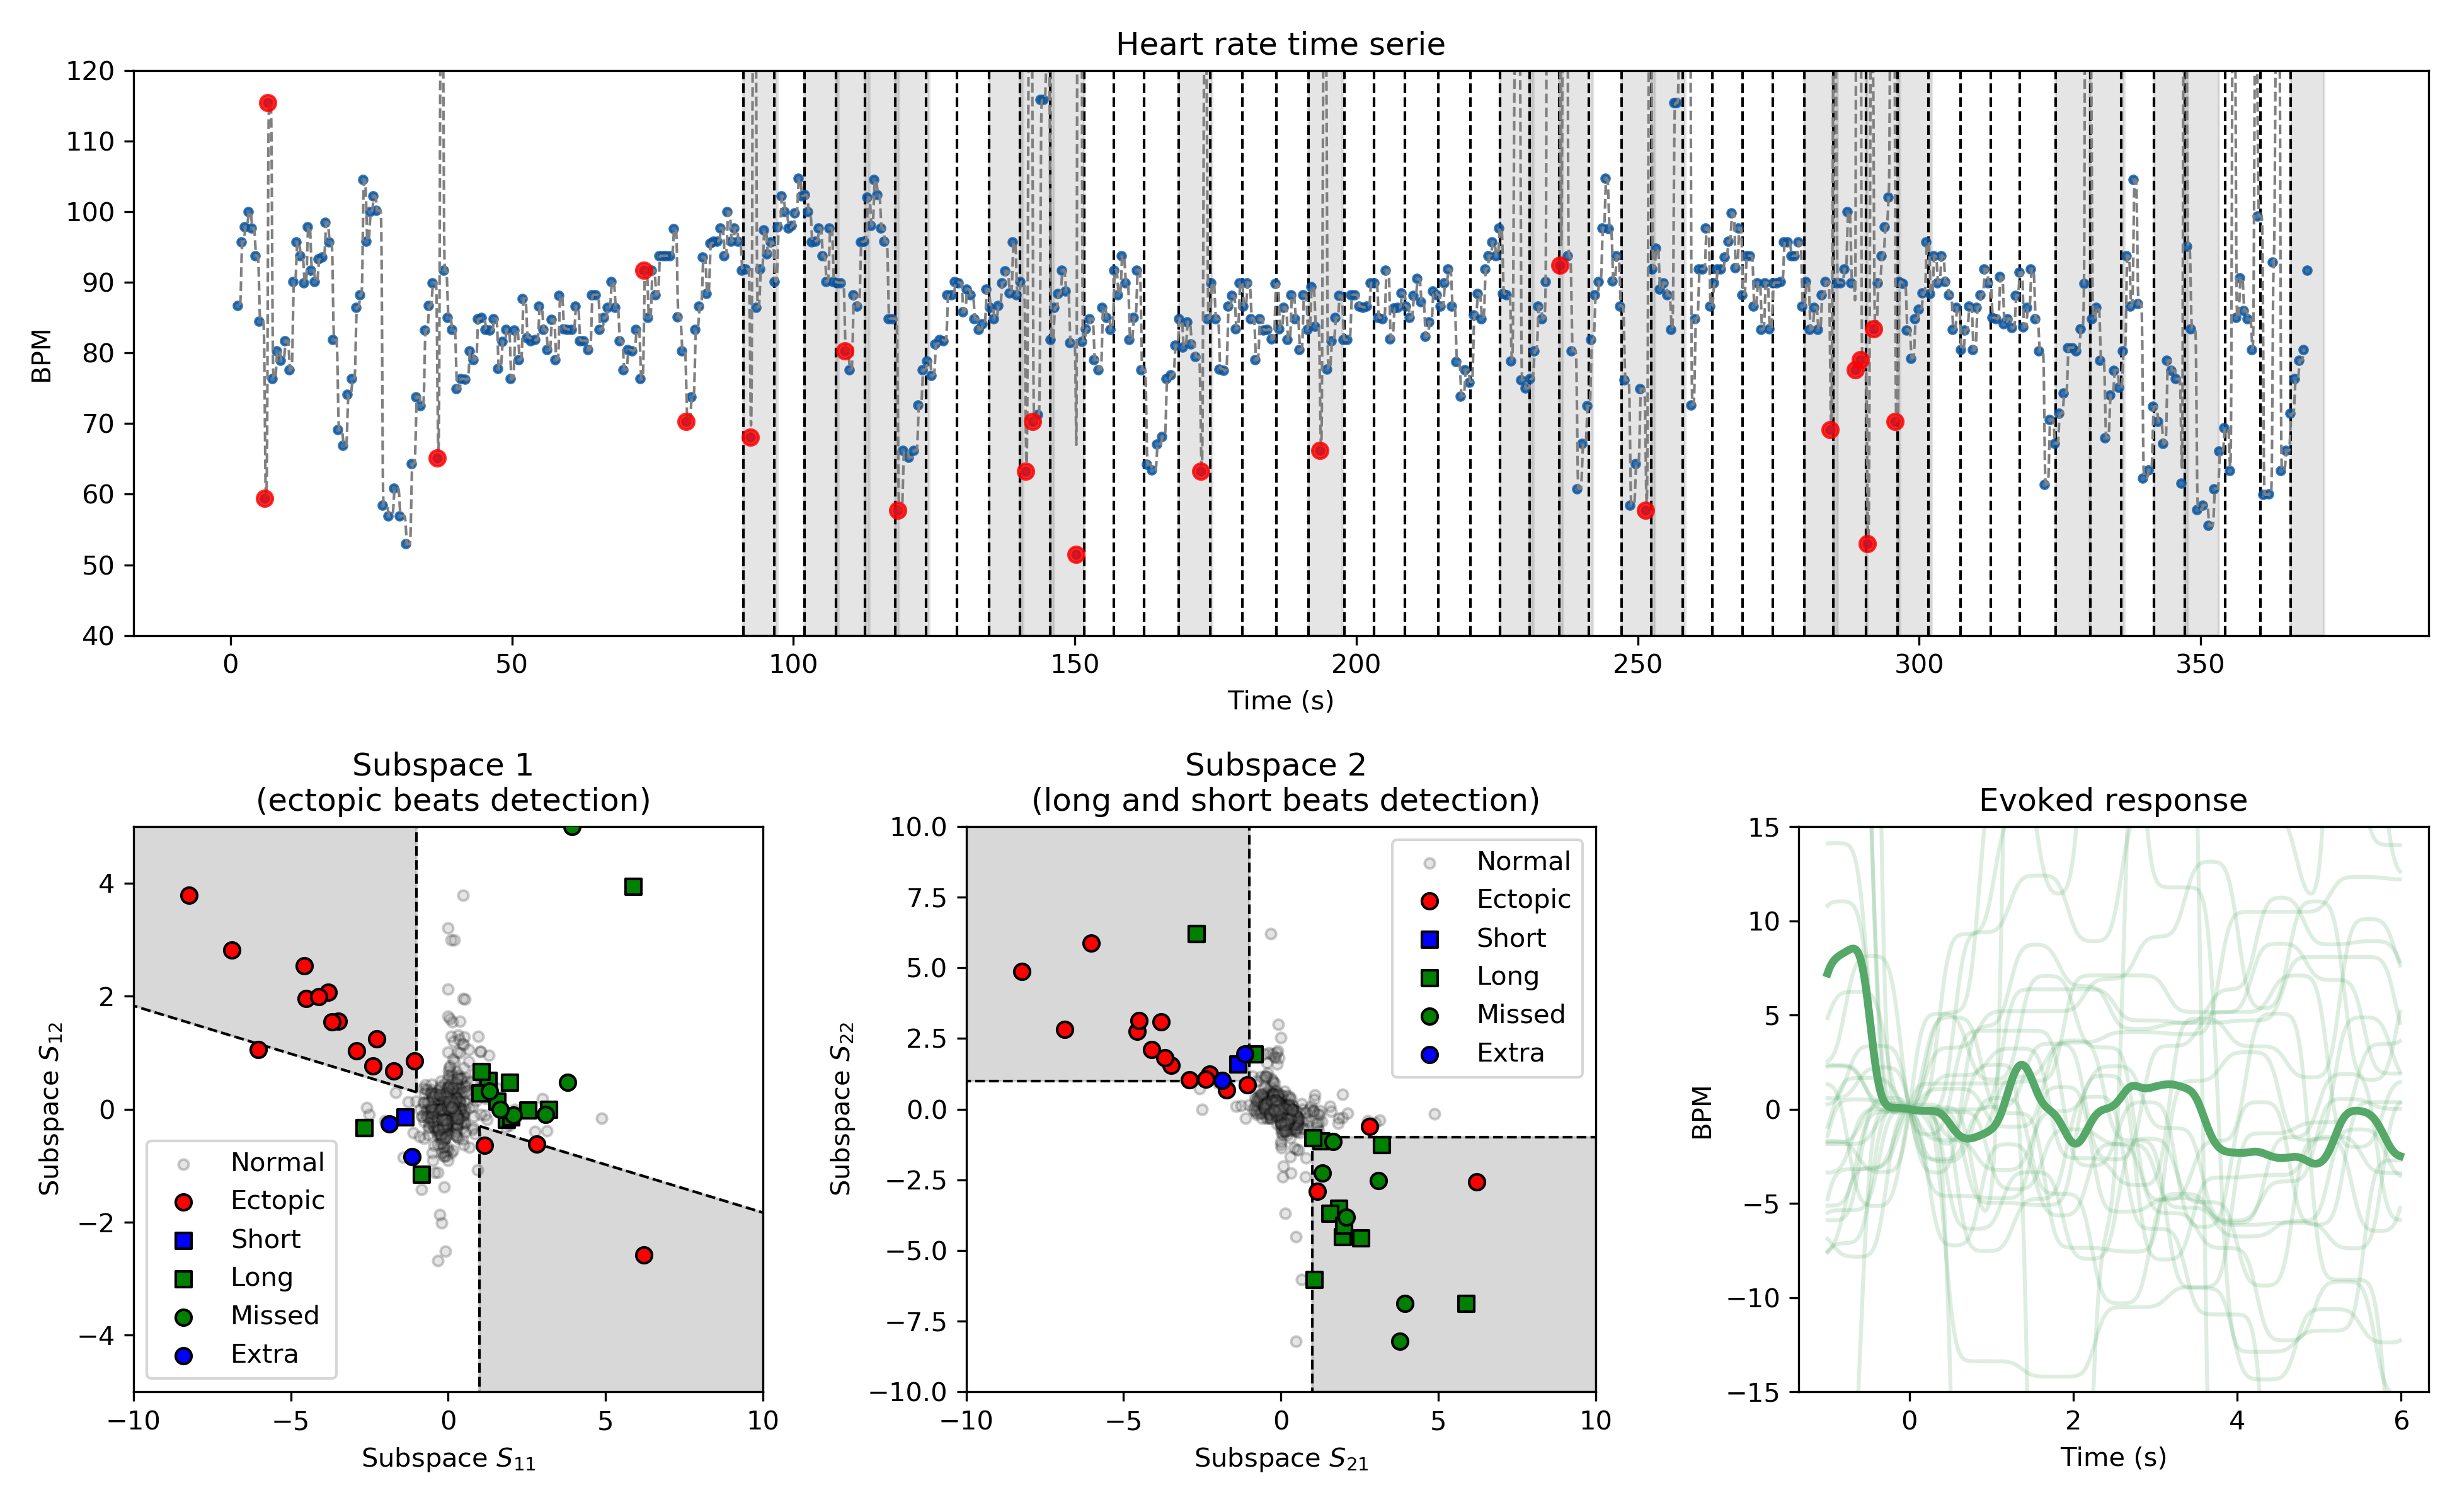 Heart rate time serie
120
110
100
90
80
70
60
50
40
BPM
0 50 100 150 200 250 300 350
Time (s)
Subspace 1
(ectopic beats detection)
4
2
0
−2
−4
Subspace S12
Normal
Ectopic
Short
Long
Missed
Extra
−10 −5 0 5 10
Subspace S11
Subspace 2
(long and short beats detection)
10.0
7.5
5.0
2.5
0.0
−2.5
−5.0
−7.5
−10.0
Subspace S22
Normal
Ectopic
Short
Long
Missed
Extra
−10 −5 0 5 10
Subspace S21
Evoked response
15
10
5
0
−5
−10
−15
BPM
0 2 4 6
Time (s)